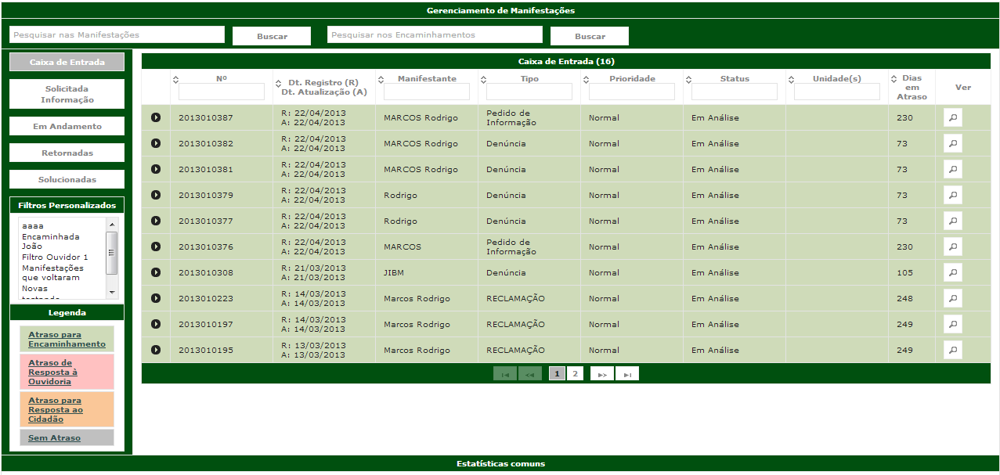 Gerenciamento de Manifestações
Pesquisar nas Manifestações Buscar Pesquisar nos Encaminhamentos Buscar
Caixa de Entrada
Solicitada
Informação
Em Andamento
Retornadas
Solucionadas
Filtros Personalizados
aaaa
Encaminhada
João
Filtro Ouvidor 1
Manifestações
que voltaram
Novas
testando
Legenda
Atraso para
Encaminhamento
Atraso de
Resposta à
Ouvidoria
Atraso para
Resposta ao
Cidadão
Sem Atraso
Caixa de Entrada (16)
Nº
Dt. Registro (R)
Dt. Atualização (A)
Manifestante
Tipo
Prioridade
Status
Unidade(s)
Dias
em
Atraso
Ver
2013010387
R: 22/04/2013
A: 22/04/2013
MARCOS Rodrigo
Pedido de
Informação
Normal
Em Análise
230
2013010382
R: 22/04/2013
A: 22/04/2013
MARCOS Rodrigo
Denúncia
Normal
Em Análise
73
2013010381
R: 22/04/2013
A: 22/04/2013
MARCOS Rodrigo
Denúncia
Normal
Em Análise
73
2013010379
R: 22/04/2013
A: 22/04/2013
Rodrigo
Denúncia
Normal
Em Análise
73
2013010377
R: 22/04/2013
A: 22/04/2013
Rodrigo
Denúncia
Normal
Em Análise
73
2013010376
R: 22/04/2013
A: 22/04/2013
MARCOS
Pedido de
Informação
Normal
Em Análise
230
2013010308
R: 21/03/2013
A: 21/03/2013
JIBM
Denúncia
Normal
Em Análise
105
2013010223
R: 14/03/2013
A: 14/03/2013
Marcos Rodrigo
RECLAMAÇÃO
Normal
Em Análise
248
2013010197
R: 14/03/2013
A: 14/03/2013
Marcos Rodrigo
RECLAMAÇÃO
Normal
Em Análise
249
2013010195
R: 13/03/2013
A: 13/03/2013
Marcos Rodrigo
RECLAMAÇÃO
Normal
Em Análise
249
1 2
Estatísticas comuns